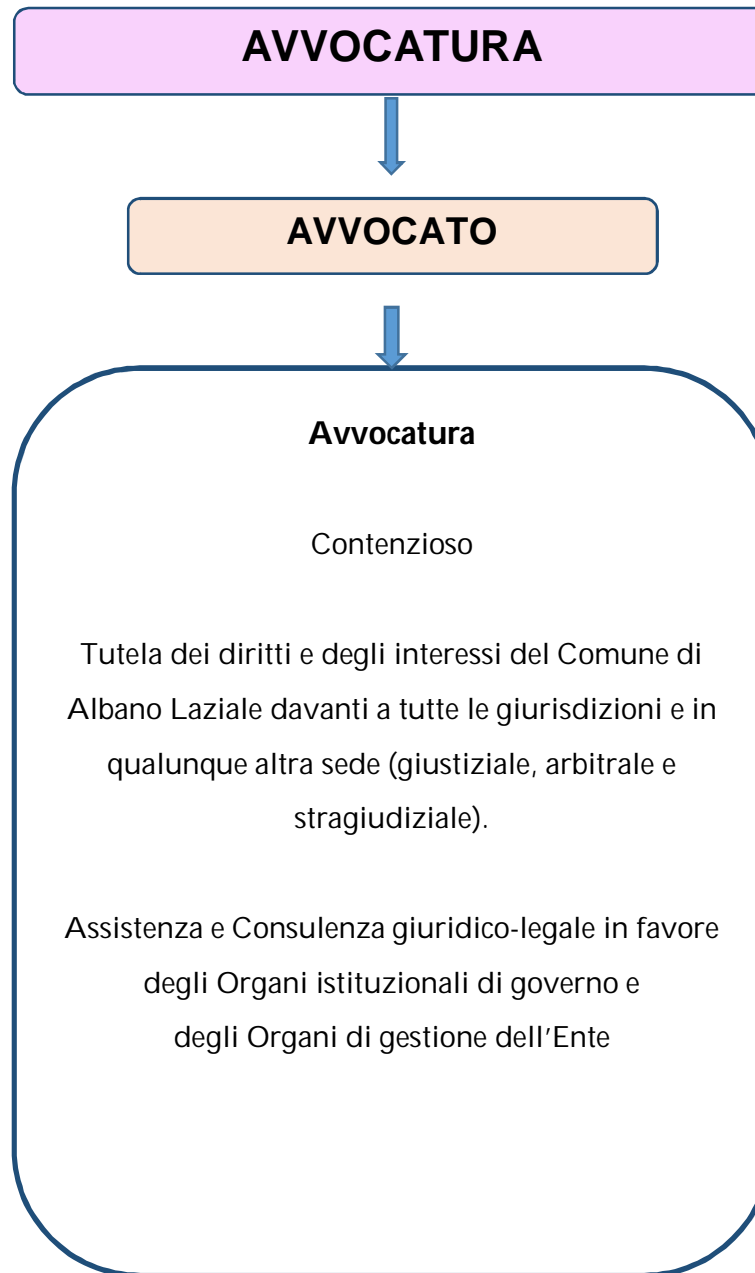 AVVOCATURA
AVVOCATO
Avvocatura
Contenzioso
Tutela dei diritti e degli interessi del Comune di
Albano Laziale davanti a tutte le giurisdizioni e in
qualunque altra sede (giustiziale, arbitrale e
stragiudiziale).
Assistenza e Consulenza giuridico-legale in favore
degli Organi istituzionali di governo e
degli Organi di gestione dell’Ente